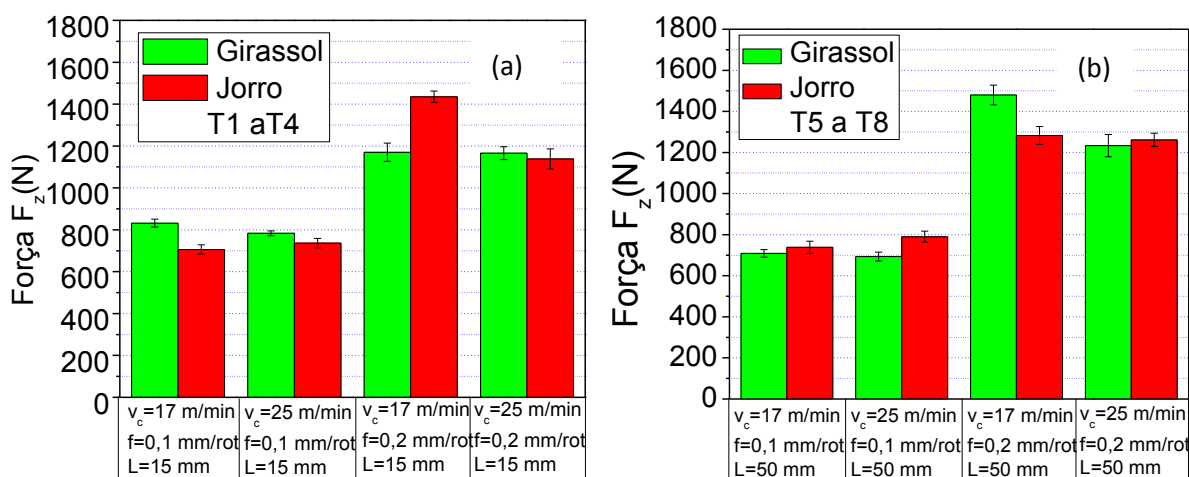 1800
1600
1400
1200
1000
800
600
400
200
0
Força F_z(N)
Girassol
Jorro
T1 aT4
(a)
v_c=17 m/min
f=0,1 mm/rot
L=15 mm
v_c=25 m/min
f=0,1 mm/rot
L=15 mm
v_c=17 m/min
f=0,2 mm/rot
L=15 mm
v_c=25 m/min
f=0,2 mm/rot
L=15 mm
1800
1600
1400
1200
1000
800
600
400
200
0
Força F_z(N)
Girassol
Jorro
T5 a T8
(b)
v_c=17 m/min
f=0,1 mm/rot
L=50 mm
v_c=25 m/min
f=0,1 mm/rot
L=50 mm
v_c=17 m/min
f=0,2 mm/rot
L=50 mm
v_c=25 m/min
f=0,2 mm/rot
L=50 mm